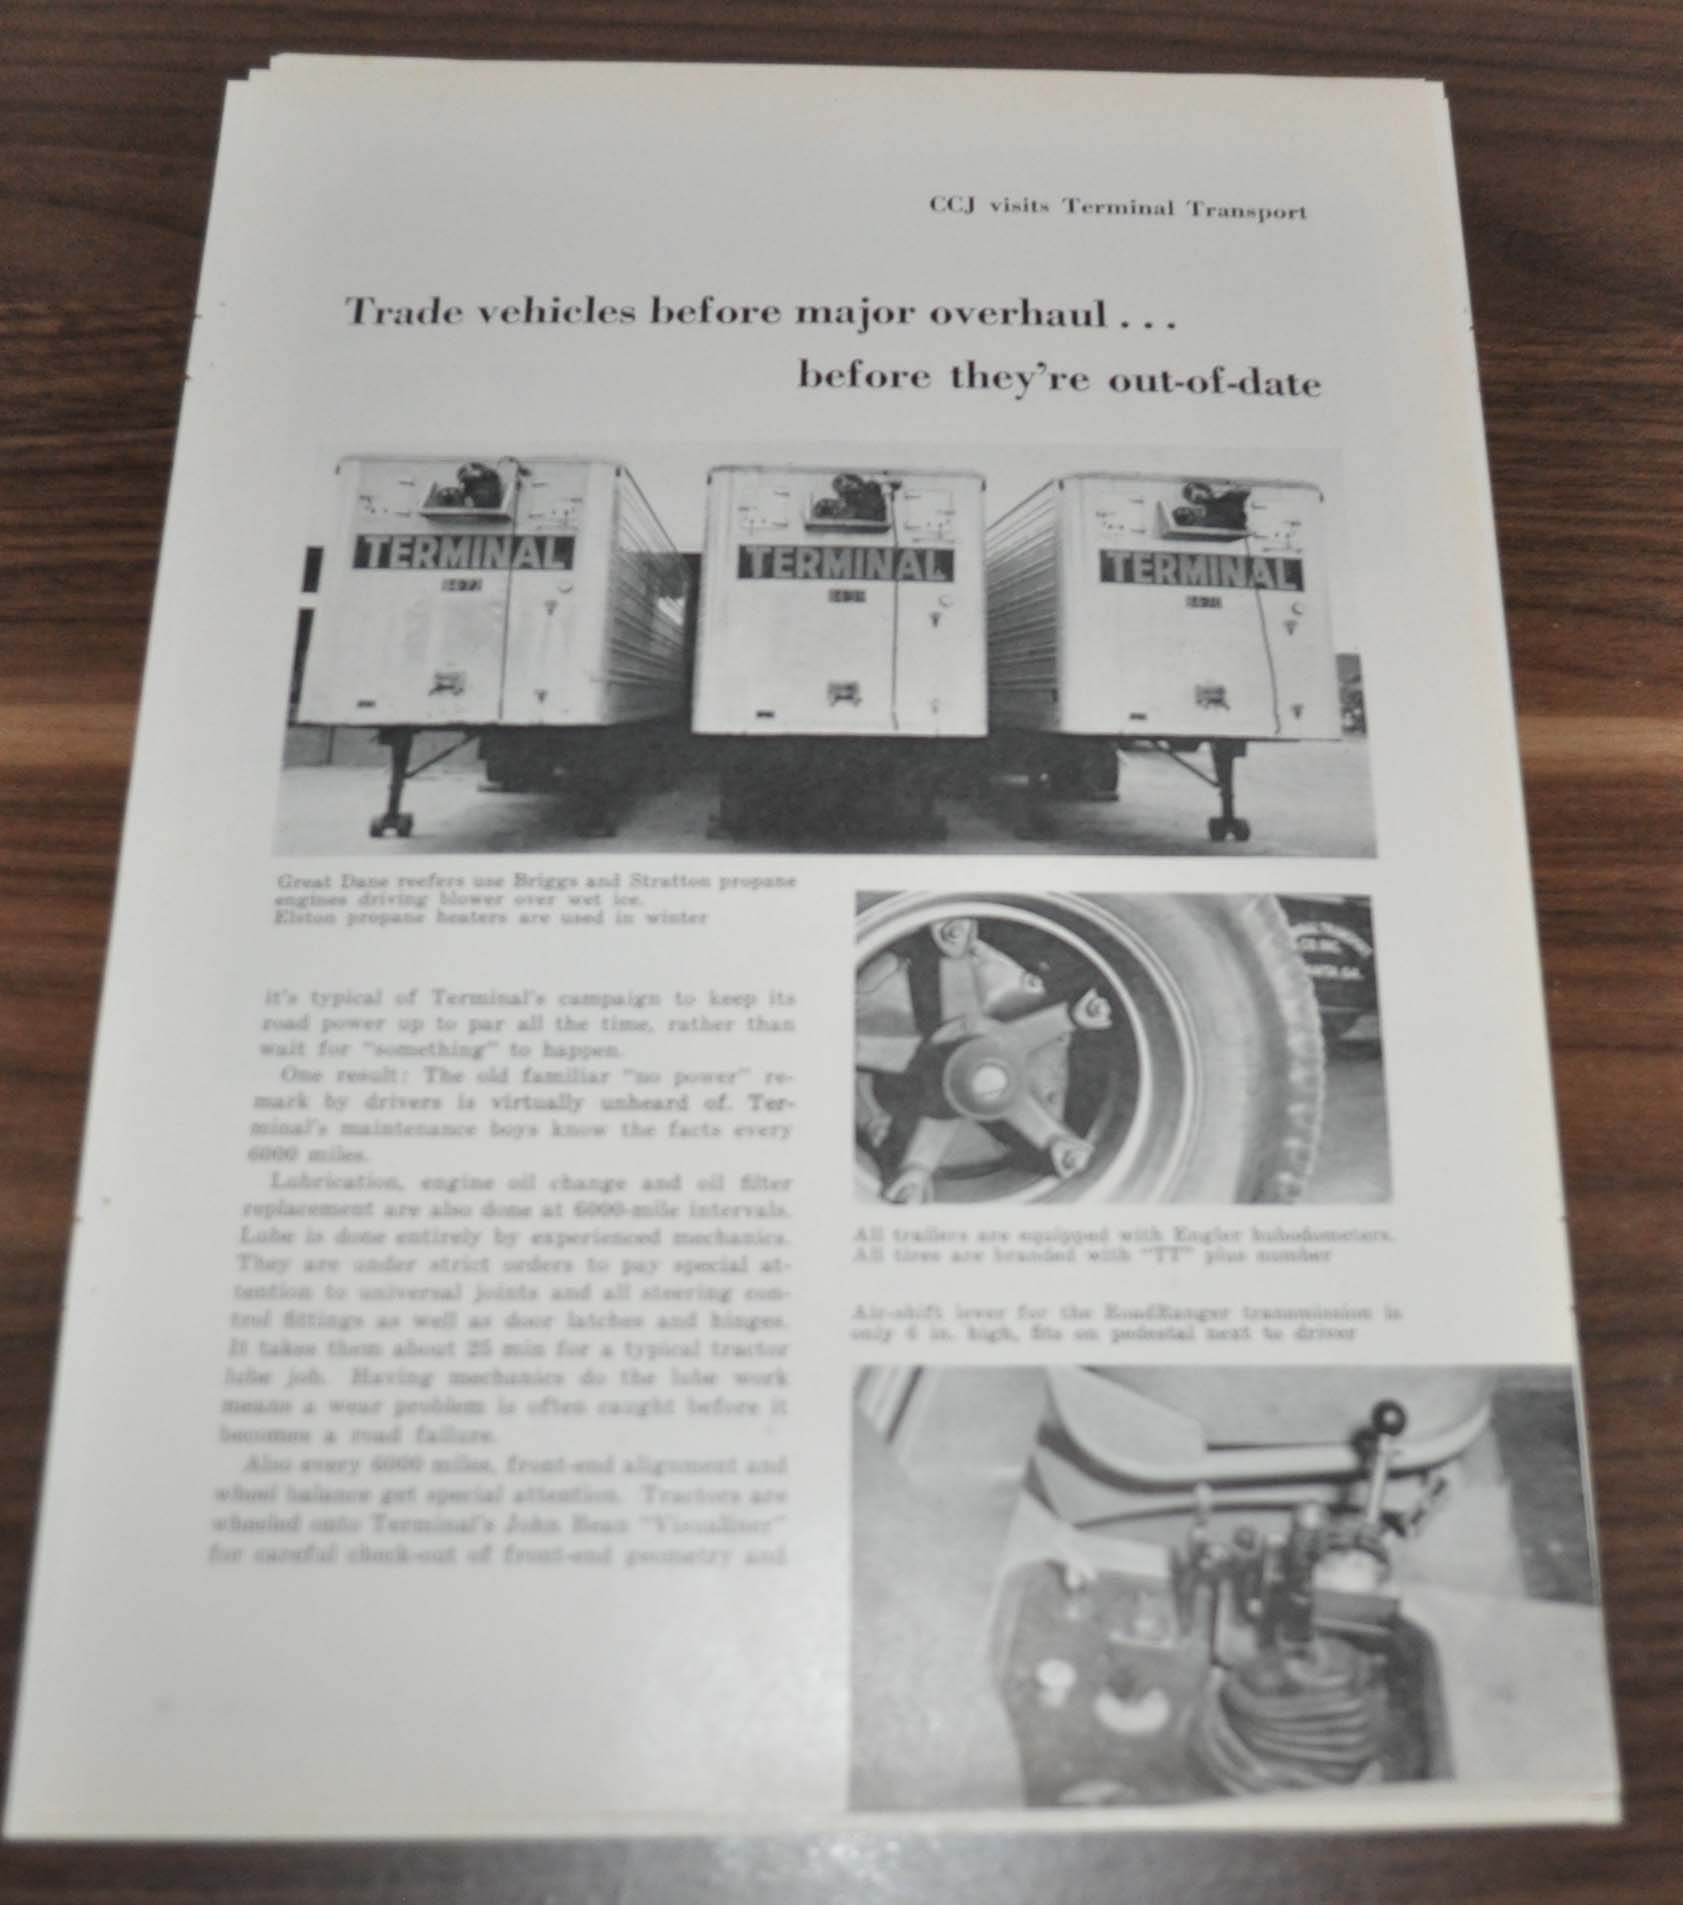 CCJ visits Terminal Transport
Trade vehicles before major overhaul . . .
before they're out-of-date
TERMINAL
TERMINAL
TERMINAL
Great Dane reefers use Briggs and Stratton propane
engines driving blower over wet ice.
Elston propane heaters are used in winter
it's typical of Terminal's campaign to keep its
road power up to par all the time, rather than
wait for "something" to happen.
One result: The old familiar "no power" re-
mark by drivers is virtually unheard of. Ter-
minal's maintenance boys know the facts every
6000 miles.
Lubrication, engine oil change and oil filter
replacement are also done at 6000-mile intervals.
Lube is done entirely by experienced mechanics.
They are under strict orders to pay special at-
tention to universal joints and all steering con-
trol fittings as well as door latches and hinges.
It takes them about 25 min for a typical tractor
lube job. Having mechanics do the lube work
means a wear problem is often caught before it
becomes a road failure.
Also every 6000 miles, front-end alignment and
wheel balance get special attention. Tractors are
wheeled onto Terminal's John Bean "Visualiner"
for careful check-out of front-end geometry and
CO. INC.
All trailers are equipped with Engler hubodometers.
All tires are branded with "TT" plus number
Air-shift lever for the RoadRanger transmission is
only 6 in. high, fits on pedestal next to driver